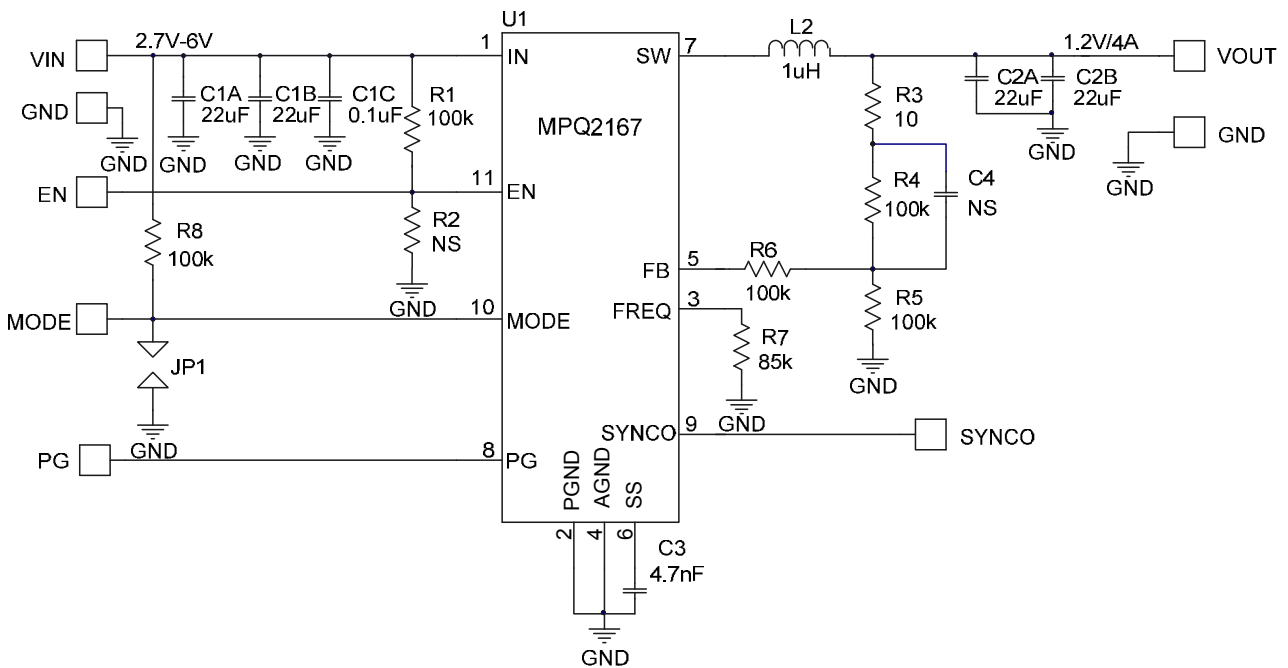 U1
VIN
2.7V-6V
1
IN
SW
7
L2
1uH
1.2V/4A
VOUT
GND
C1A
22uF
C1B
22uF
C1C
0.1uF
R1
100k
MPQ2167
R3
10
C2A
22uF
C2B
22uF
GND
GND
GND
GND
GND
GND
GND
GND
EN
11
EN
R8
100k
R2
NS
R4
100k
C4
NS
GND
FB
5
R6
100k
MODE
10
MODE
FREQ
3
R7
85k
R5
100k
JP1
GND
GND
GND
PG
8
PG
SYNCO
9
SYNCO
PGND
AGND
SS
2
4
6
C3
4.7nF
GND